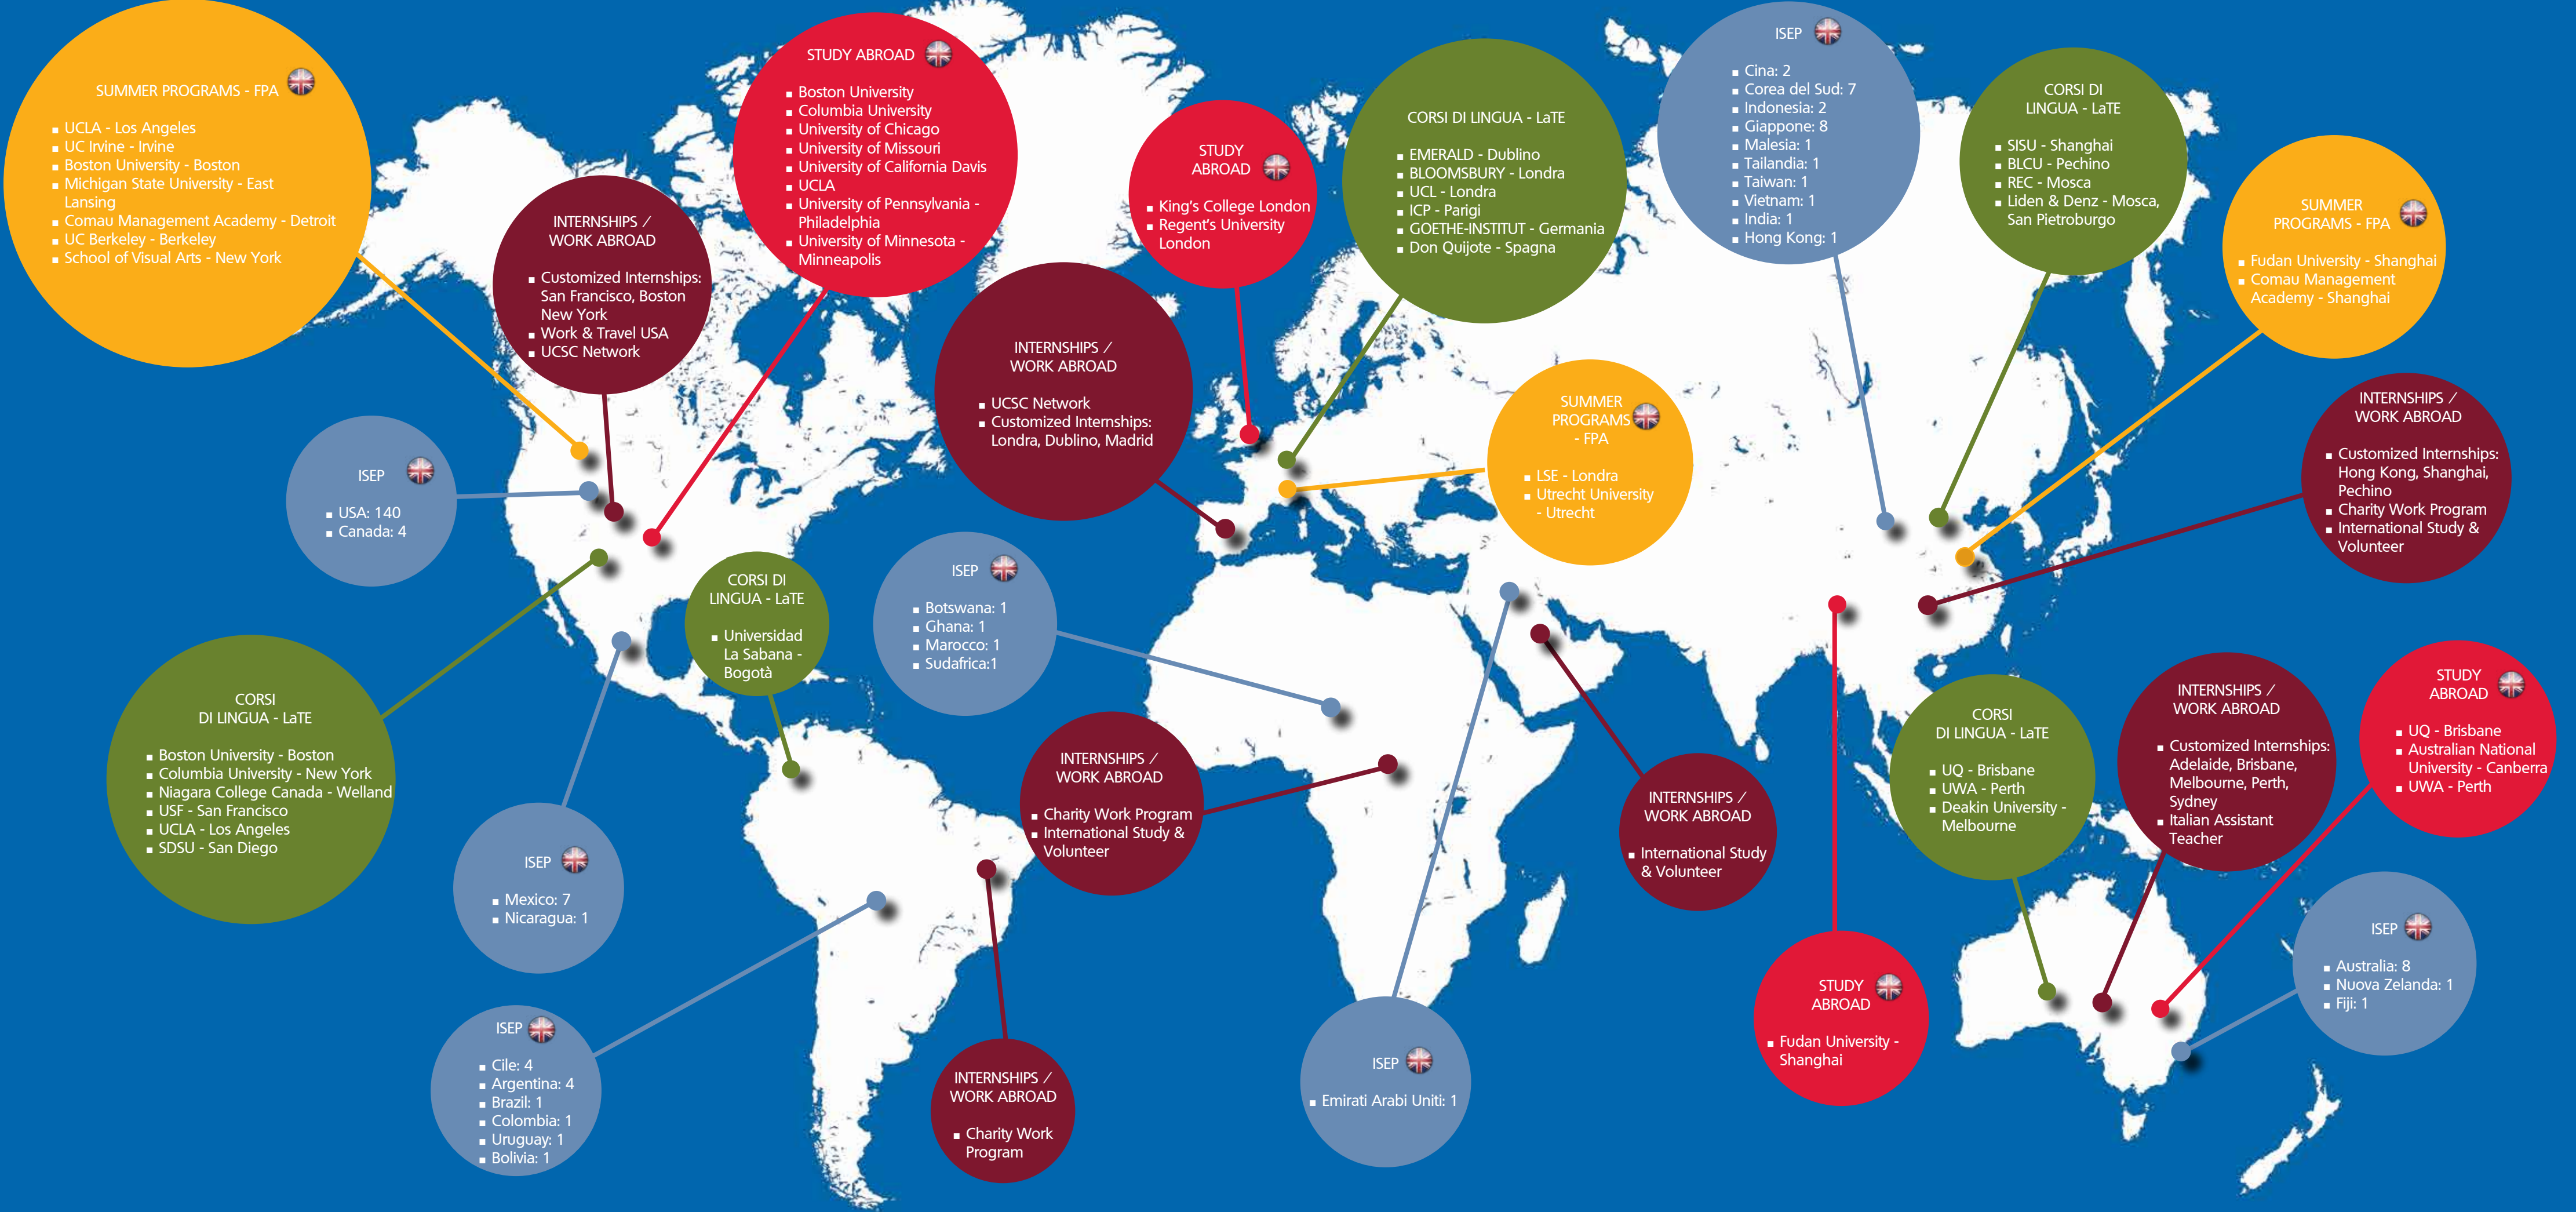 SUMMER PROGRAMS - FPA
▪ UCLA - Los Angeles
▪ UC Irvine - Irvine
▪ Boston University - Boston
▪ Michigan State University - East
Lansing
▪ Comau Management Academy - Detroit
▪ UC Berkeley - Berkeley
▪ School of Visual Arts - New York
INTERNSHIPS /
WORK ABROAD
▪ Customized Internships:
San Francisco, Boston
New York
▪ Work & Travel USA
▪ UCSC Network
STUDY ABROAD
▪ Boston University
▪ Columbia University
▪ University of Chicago
▪ University of Missouri
▪ University of California Davis
▪ UCLA
▪ University of Pennsylvania -
Philadelphia
▪ University of Minnesota -
Minneapolis
STUDY
ABROAD
▪ King's College London
▪ Regent's University
London
CORSI DI LINGUA - LaTE
▪ EMERALD - Dublino
▪ BLOOMSBURY - Londra
▪ UCL - Londra
▪ ICP - Parigi
▪ GOETHE-INSTITUT - Germania
▪ Don Quijote - Spagna
ISEP
▪ Cina: 2
▪ Corea del Sud: 7
▪ Indonesia: 2
▪ Giappone: 8
▪ Malesia: 1
▪ Tailandia: 1
▪ Taiwan: 1
▪ Vietnam: 1
▪ India: 1
▪ Hong Kong: 1
CORSI DI
LINGUA - LaTE
▪ SISU - Shanghai
▪ BLCU - Pechino
▪ REC - Mosca
▪ Liden & Denz - Mosca,
San Pietroburgo
SUMMER
PROGRAMS - FPA
▪ Fudan University - Shanghai
▪ Comau Management
Academy - Shanghai
INTERNSHIPS /
WORK ABROAD
▪ UCSC Network
▪ Customized Internships:
Londra, Dublino, Madrid
SUMMER
PROGRAMS
- FPA
▪ LSE - Londra
▪ Utrecht University
- Utrecht
INTERNSHIPS /
WORK ABROAD
▪ Customized Internships:
Hong Kong, Shanghai,
Pechino
▪ Charity Work Program
▪ International Study &
Volunteer
ISEP
▪ USA: 140
▪ Canada: 4
CORSI DI
LINGUA - LaTE
▪ Universidad
La Sabana -
Bogotà
ISEP
▪ Botswana: 1
▪ Ghana: 1
▪ Marocco: 1
▪ Sudafrica:1
CORSI
DI LINGUA - LaTE
▪ Boston University - Boston
▪ Columbia University - New York
▪ Niagara College Canada - Welland
▪ USF - San Francisco
▪ UCLA - Los Angeles
▪ SDSU - San Diego
INTERNSHIPS /
WORK ABROAD
▪ Charity Work Program
▪ International Study &
Volunteer
INTERNSHIPS /
WORK ABROAD
▪ International Study
& Volunteer
CORSI
DI LINGUA - LaTE
▪ UQ - Brisbane
▪ UWA - Perth
▪ Deakin University -
Melbourne
INTERNSHIPS /
WORK ABROAD
▪ Customized Internships:
Adelaide, Brisbane,
Melbourne, Perth,
Sydney
▪ Italian Assistant
Teacher
STUDY
ABROAD
▪ UQ - Brisbane
▪ Australian National
University - Canberra
▪ UWA - Perth
ISEP
▪ Mexico: 7
▪ Nicaragua: 1
ISEP
▪ Cile: 4
▪ Argentina: 4
▪ Brazil: 1
▪ Colombia: 1
▪ Uruguay: 1
▪ Bolivia: 1
INTERNSHIPS /
WORK ABROAD
▪ Charity Work
Program
ISEP
▪ Emirati Arabi Uniti: 1
STUDY
ABROAD
▪ Fudan University -
Shanghai
ISEP
▪ Australia: 8
▪ Nuova Zelanda: 1
▪ Fiji: 1